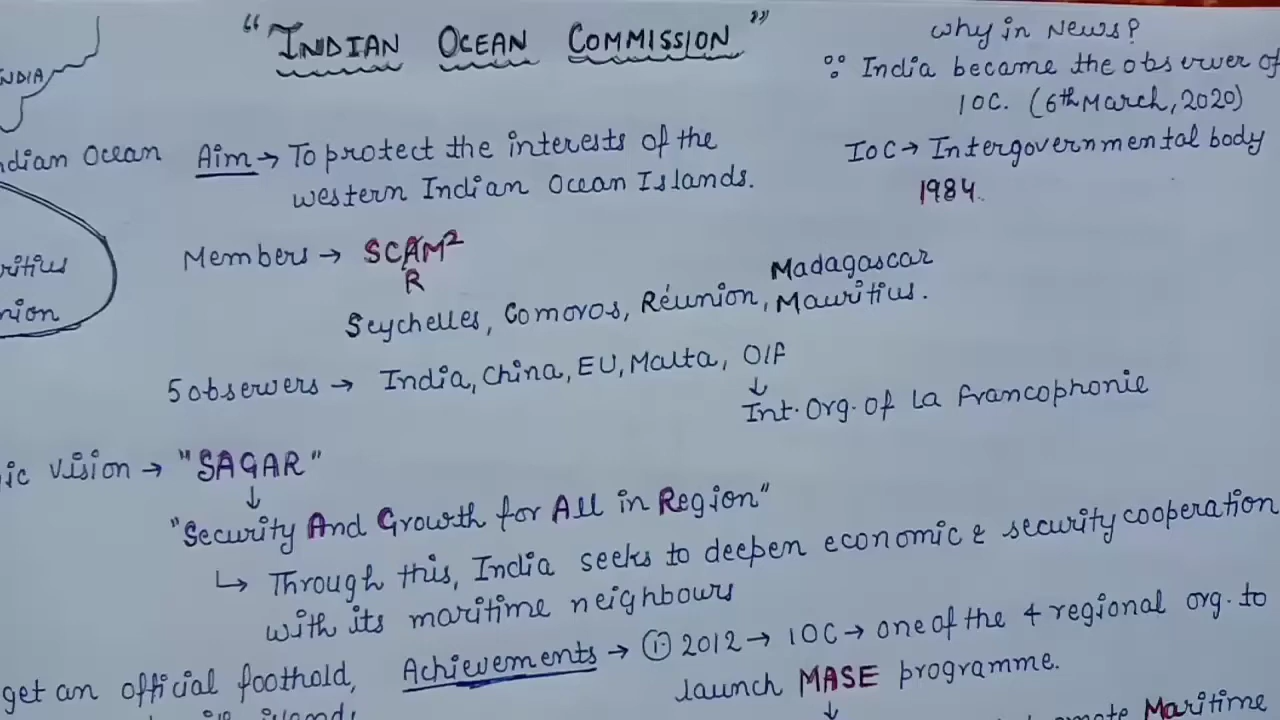 "INDIAN OCEAN COMMISSION"
Why in News?
India became the observer of
IOC. (6th March, 2020)
IOC → Intergovernmental body
1984.
INDIA
ndian Ocean
Aim → To protect the interests of the
western Indian Ocean Islands.
ritius
nion
Members → SCAM²
R
Madagascar
Seychelles, Comoros, Réunion, Mauritius.
5 observers → India, China, EU, Malta, OIF
↓
Int. Org. of La Francophonie
ic vision → "SAGAR"
↓
"Security And Growth for All in Region"
↳ Through this, India seeks to deepen economic & security cooperation
with its maritime neighbours
Achievements → ① 2012 → IOC → one of the 4 regional org. to
launch MASE programme.
↓
get an official foothold,
Maritime